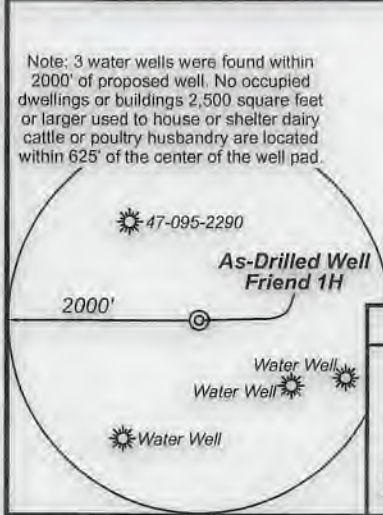 Note: 3 water wells were found within
2000' of proposed well. No occupied
dwellings or buildings 2,500 square feet
or larger used to house or shelter dairy
cattle or poultry husbandry are located
within 625' of the center of the well pad.
47-095-2290
As-Drilled Well
Friend 1H
2000'
Water Well
Water Well
Water Well